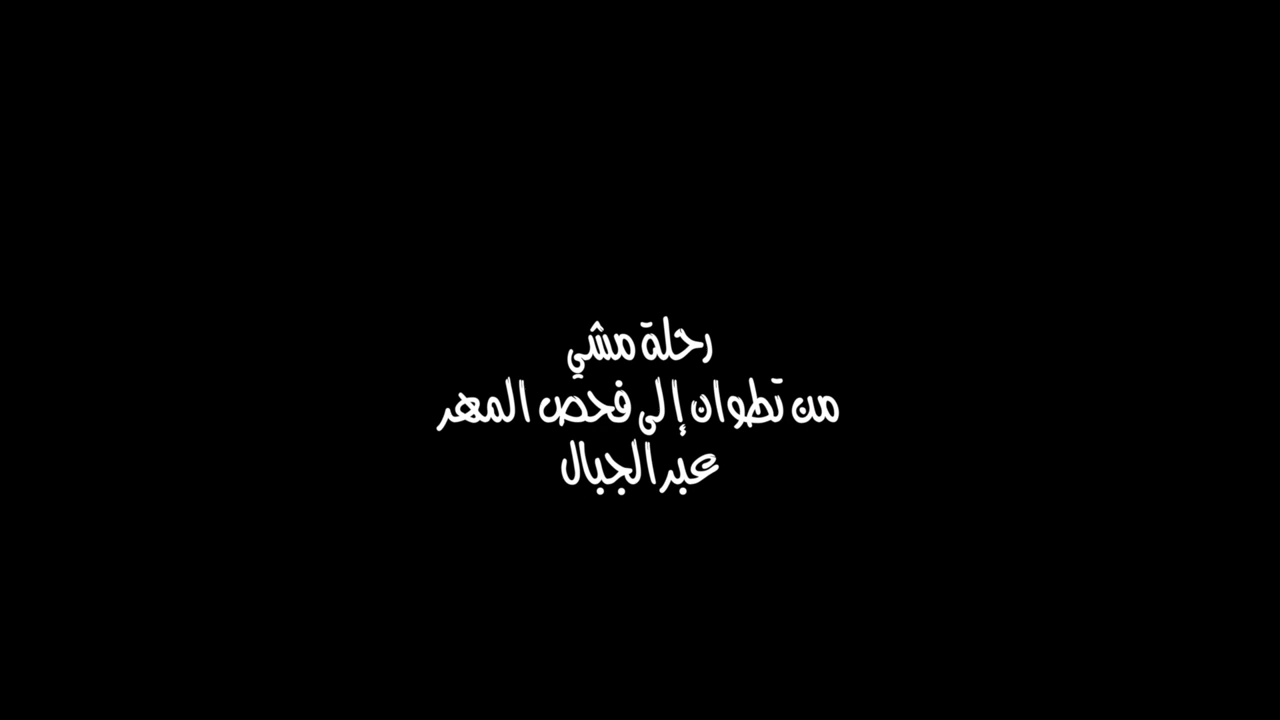 رحلة مشي
من تطوان إلى فحص المهر
عبر الجبال